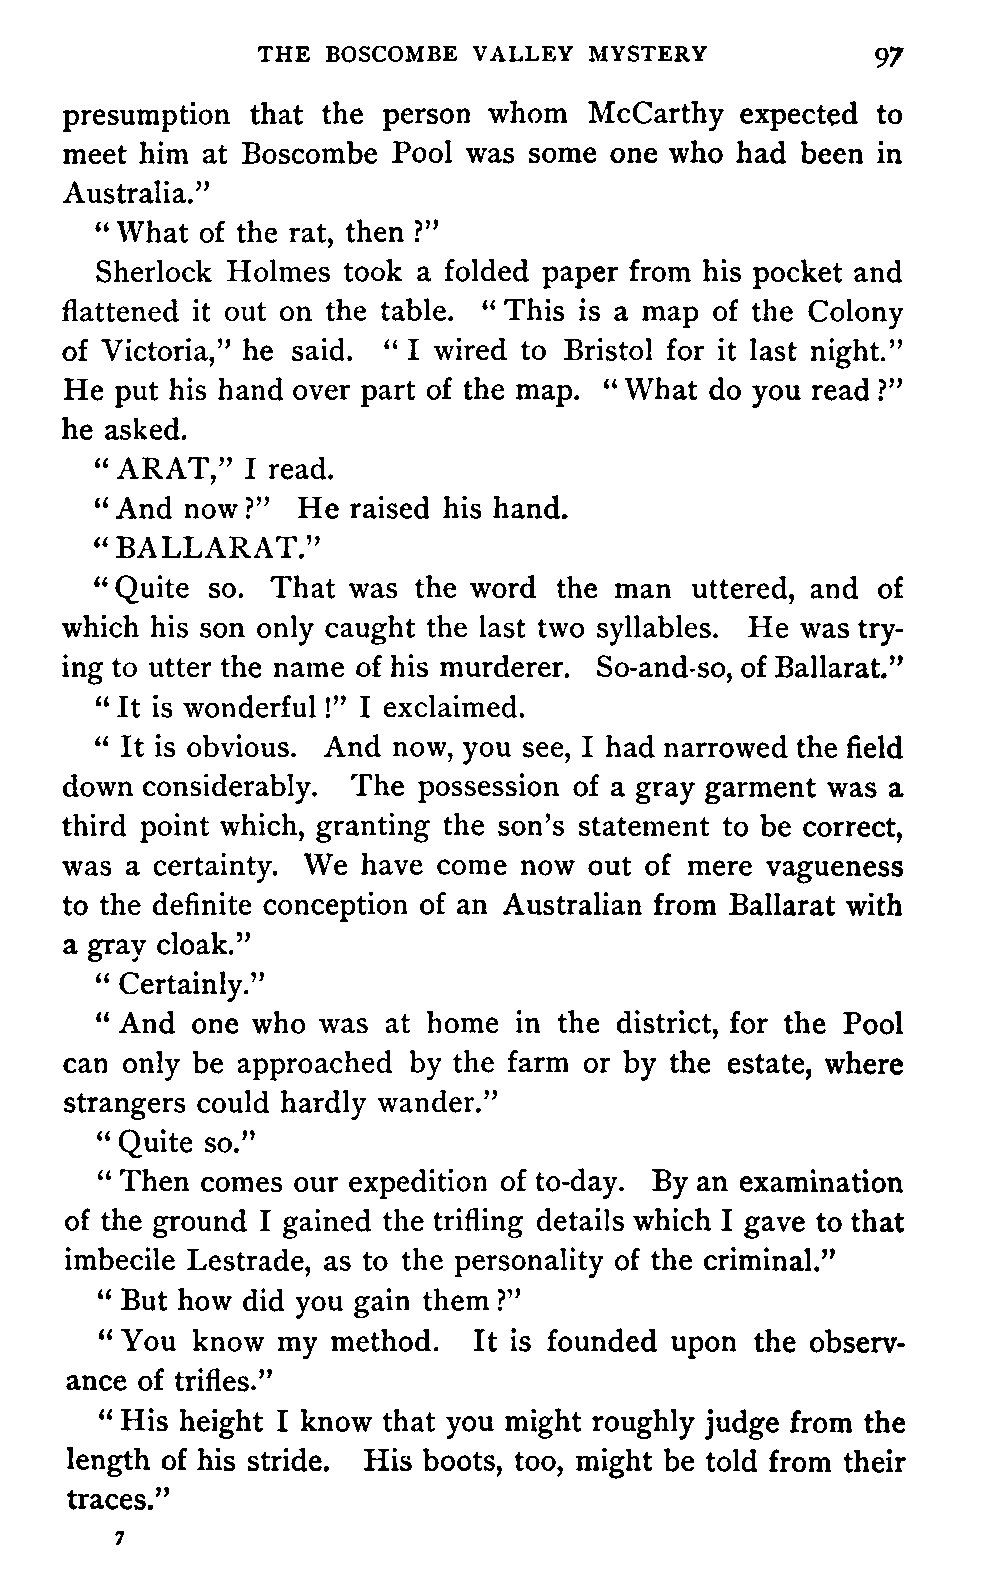 THE BOSCOMBE VALLEY MYSTERY 97
presumption that the person whom McCarthy expected to
meet him at Boscombe Pool was some one who had been in
Australia.”
“What of the rat, then?”
Sherlock Holmes took a folded paper from his pocket and
flattened it out on the table. “This is a map of the Colony
of Victoria,” he said. “I wired to Bristol for it last night.”
He put his hand over part of the map. “What do you read?”
he asked.
“ARAT,” I read.
“And now?” He raised his hand.
“BALLARAT.”
“Quite so. That was the word the man uttered, and of
which his son only caught the last two syllables. He was try-
ing to utter the name of his murderer. So-and-so, of Ballarat.”
“It is wonderful!” I exclaimed.
“It is obvious. And now, you see, I had narrowed the field
down considerably. The possession of a gray garment was a
third point which, granting the son’s statement to be correct,
was a certainty. We have come now out of mere vagueness
to the definite conception of an Australian from Ballarat with
a gray cloak.”
“Certainly.”
“And one who was at home in the district, for the Pool
can only be approached by the farm or by the estate, where
strangers could hardly wander.”
“Quite so.”
“Then comes our expedition of to-day. By an examination
of the ground I gained the trifling details which I gave to that
imbecile Lestrade, as to the personality of the criminal.”
“But how did you gain them?”
“You know my method. It is founded upon the observ-
ance of trifles.”
“His height I know that you might roughly judge from the
length of his stride. His boots, too, might be told from their
traces.”
7